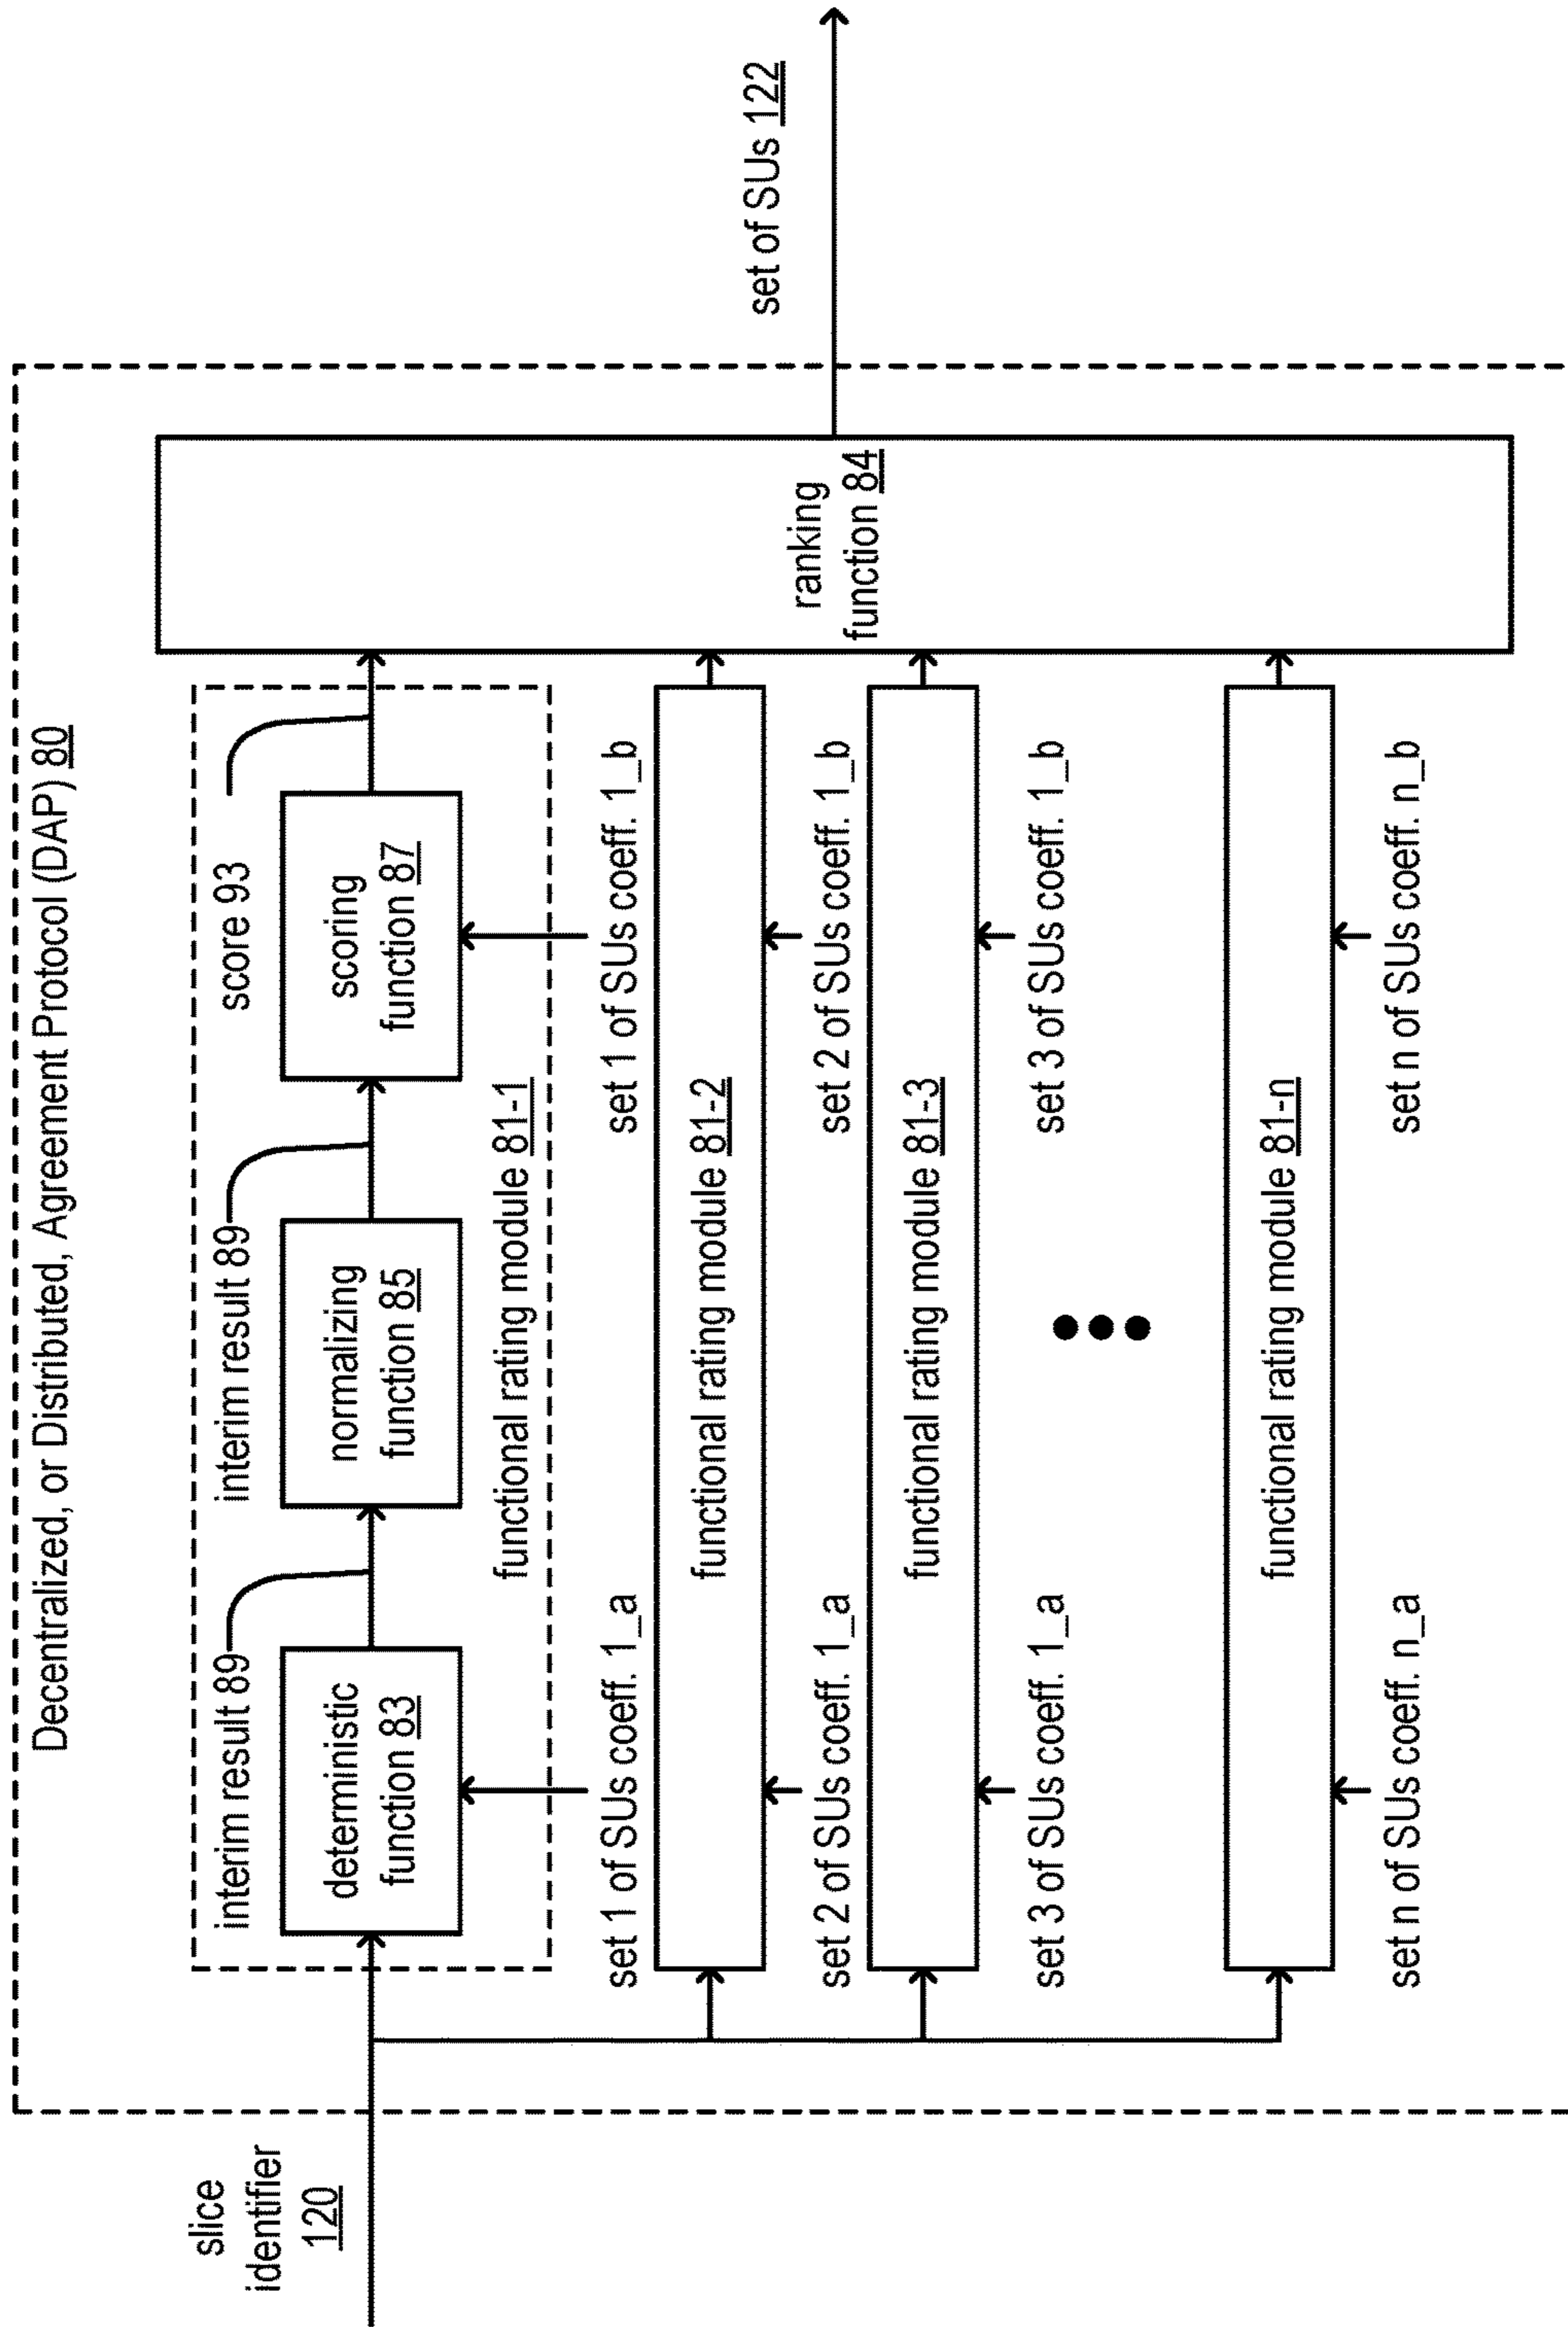 Decentralized, or Distributed, Agreement Protocol (DAP) 80
slice
identifier
120
interim result 89
interim result 89
score 93
deterministic
function 83
normalizing
function 85
scoring
function 87
functional rating module 81-1
set 1 of SUs coeff. 1_a
set 1 of SUs coeff. 1_b
functional rating module 81-2
set 2 of SUs coeff. 1_a
set 2 of SUs coeff. 1_b
functional rating module 81-3
set 3 of SUs coeff. 1_a
set 3 of SUs coeff. 1_b
functional rating module 81-n
set n of SUs coeff. n_a
set n of SUs coeff. n_b
ranking
function 84
set of SUs 122